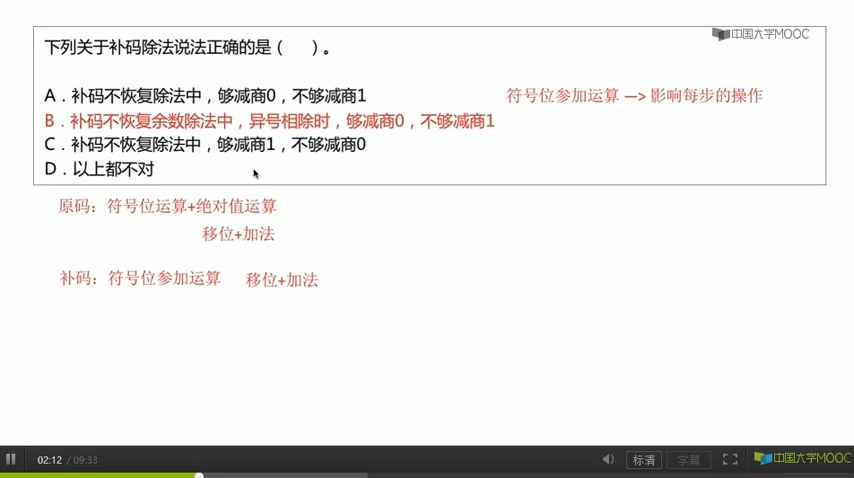 中国大学MOOC
下列关于补码除法说法正确的是（ ）。
A．补码不恢复除法中，够减商0，不够减商1
符号位参加运算 —> 影响每步的操作
B．补码不恢复余数除法中，异号相除时，够减商0，不够减商1
C．补码不恢复除法中，够减商1，不够减商0
D．以上都不对
原码：符号位运算+绝对值运算
移位+加法
补码：符号位参加运算 移位+加法
02:12 / 09:33
标清
字幕
中国大学MOOC